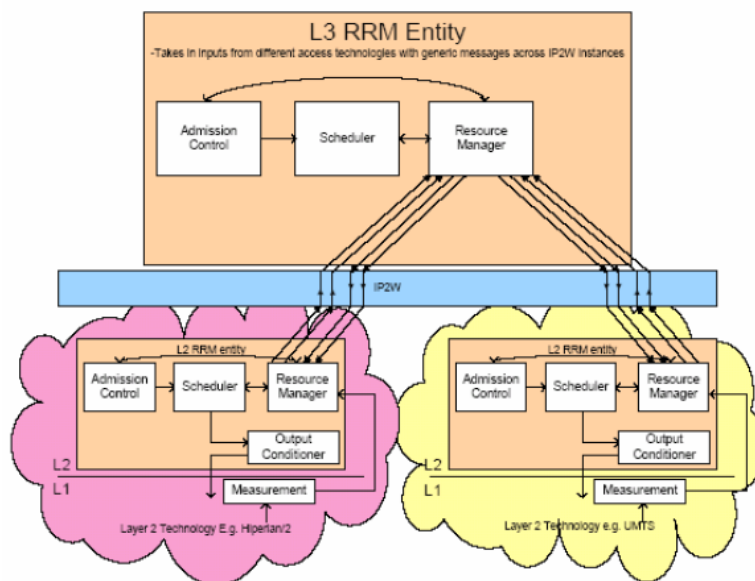 L3 RRM Entity
-Takes in inputs from different access technologies with generic messages across IP2W instances
Admission
Control
Scheduler
Resource
Manager
IP2W
L2 RRM entity
Admission
Control
Scheduler
Resource
Manager
Output
Conditioner
L2
L1
Measurement
Layer 2 Technology E.g. Hiperlan/2
L2 RRM entity
Admission
Control
Scheduler
Resource
Manager
Output
Conditioner
L2
L1
Measurement
Layer 2 Technology e.g. UMTS